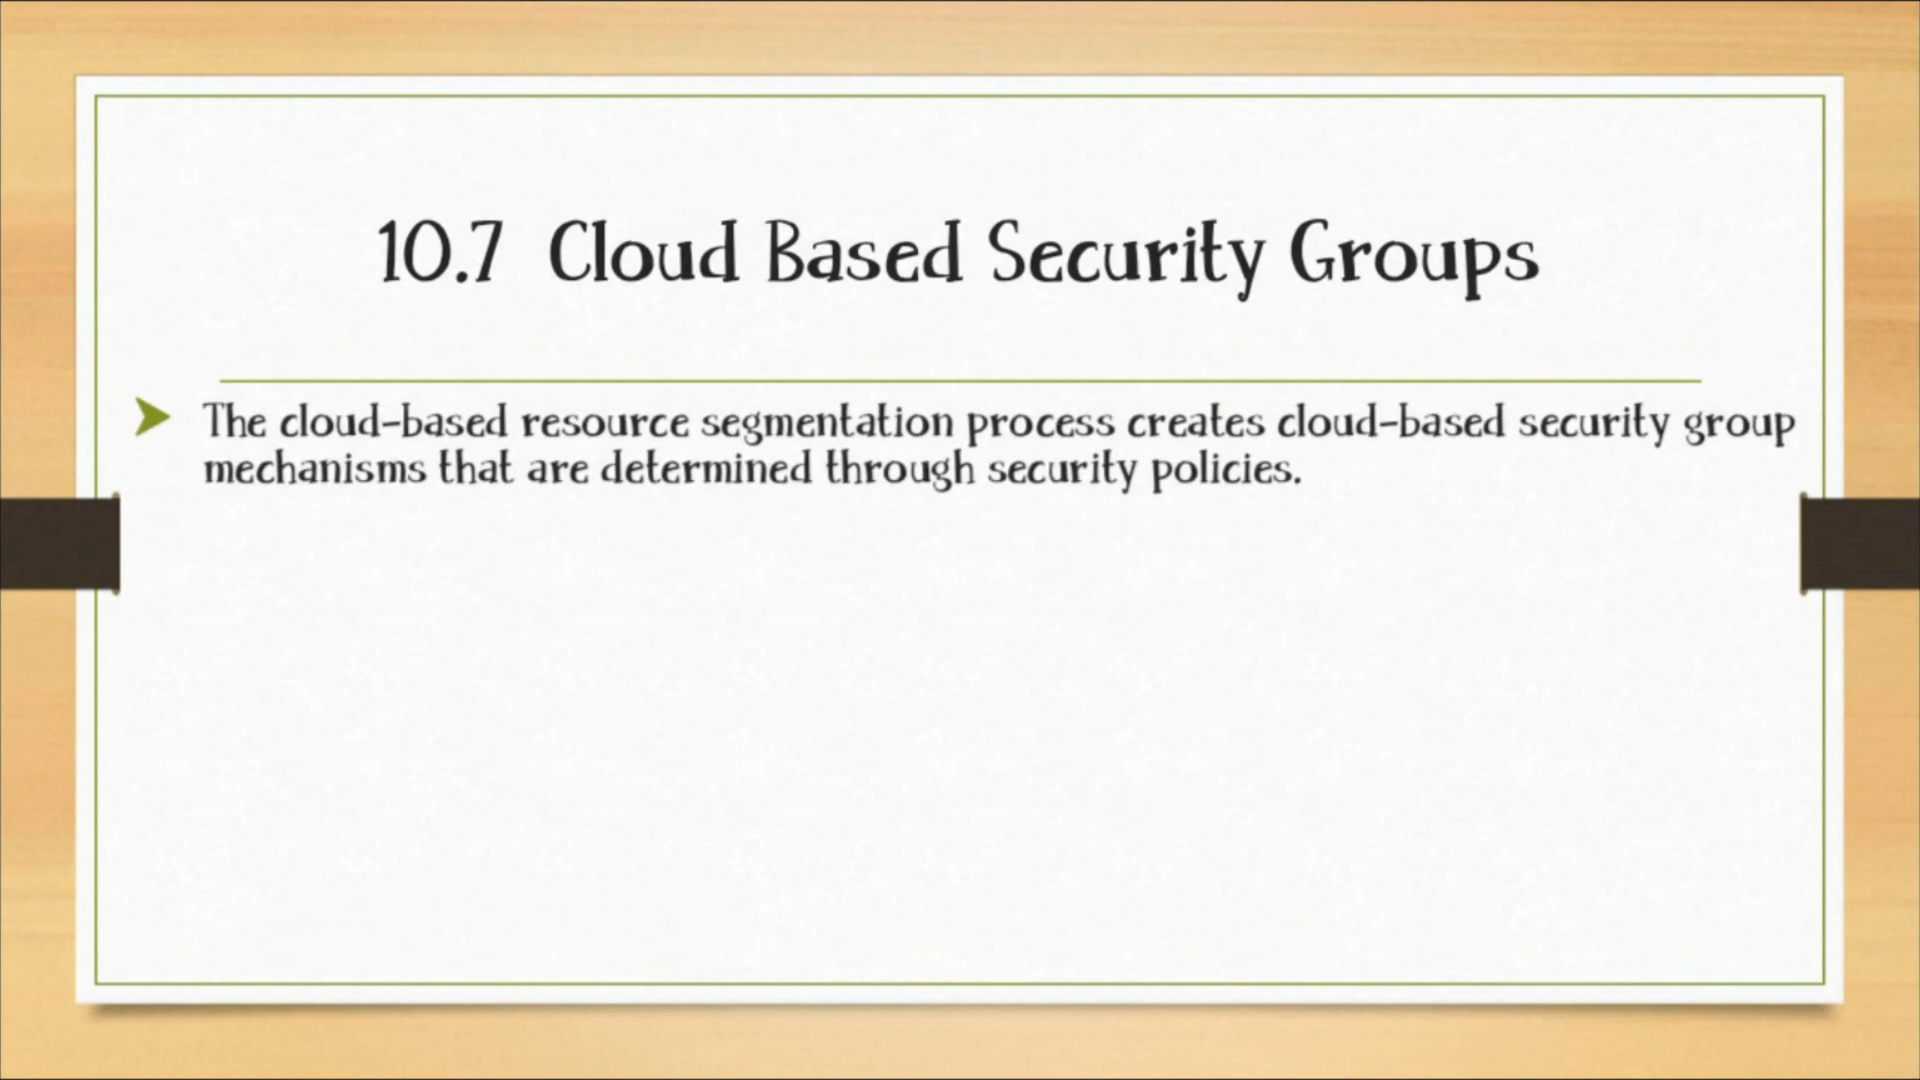 10.7 Cloud Based Security Groups
The cloud-based resource segmentation process creates cloud-based security group
mechanisms that are determined through security policies.